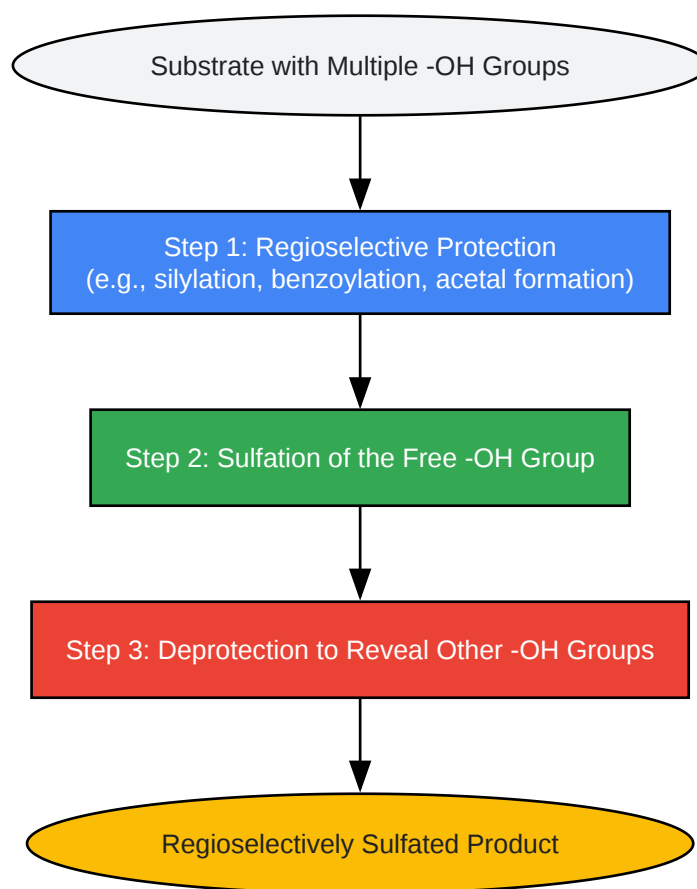 Substrate with Multiple -OH Groups
Step 1: Regioselective Protection
(e.g., silylation, benzoylation, acetal formation)
Step 2: Sulfation of the Free -OH Group
Step 3: Deprotection to Reveal Other -OH Groups
Regioselectively Sulfated Product